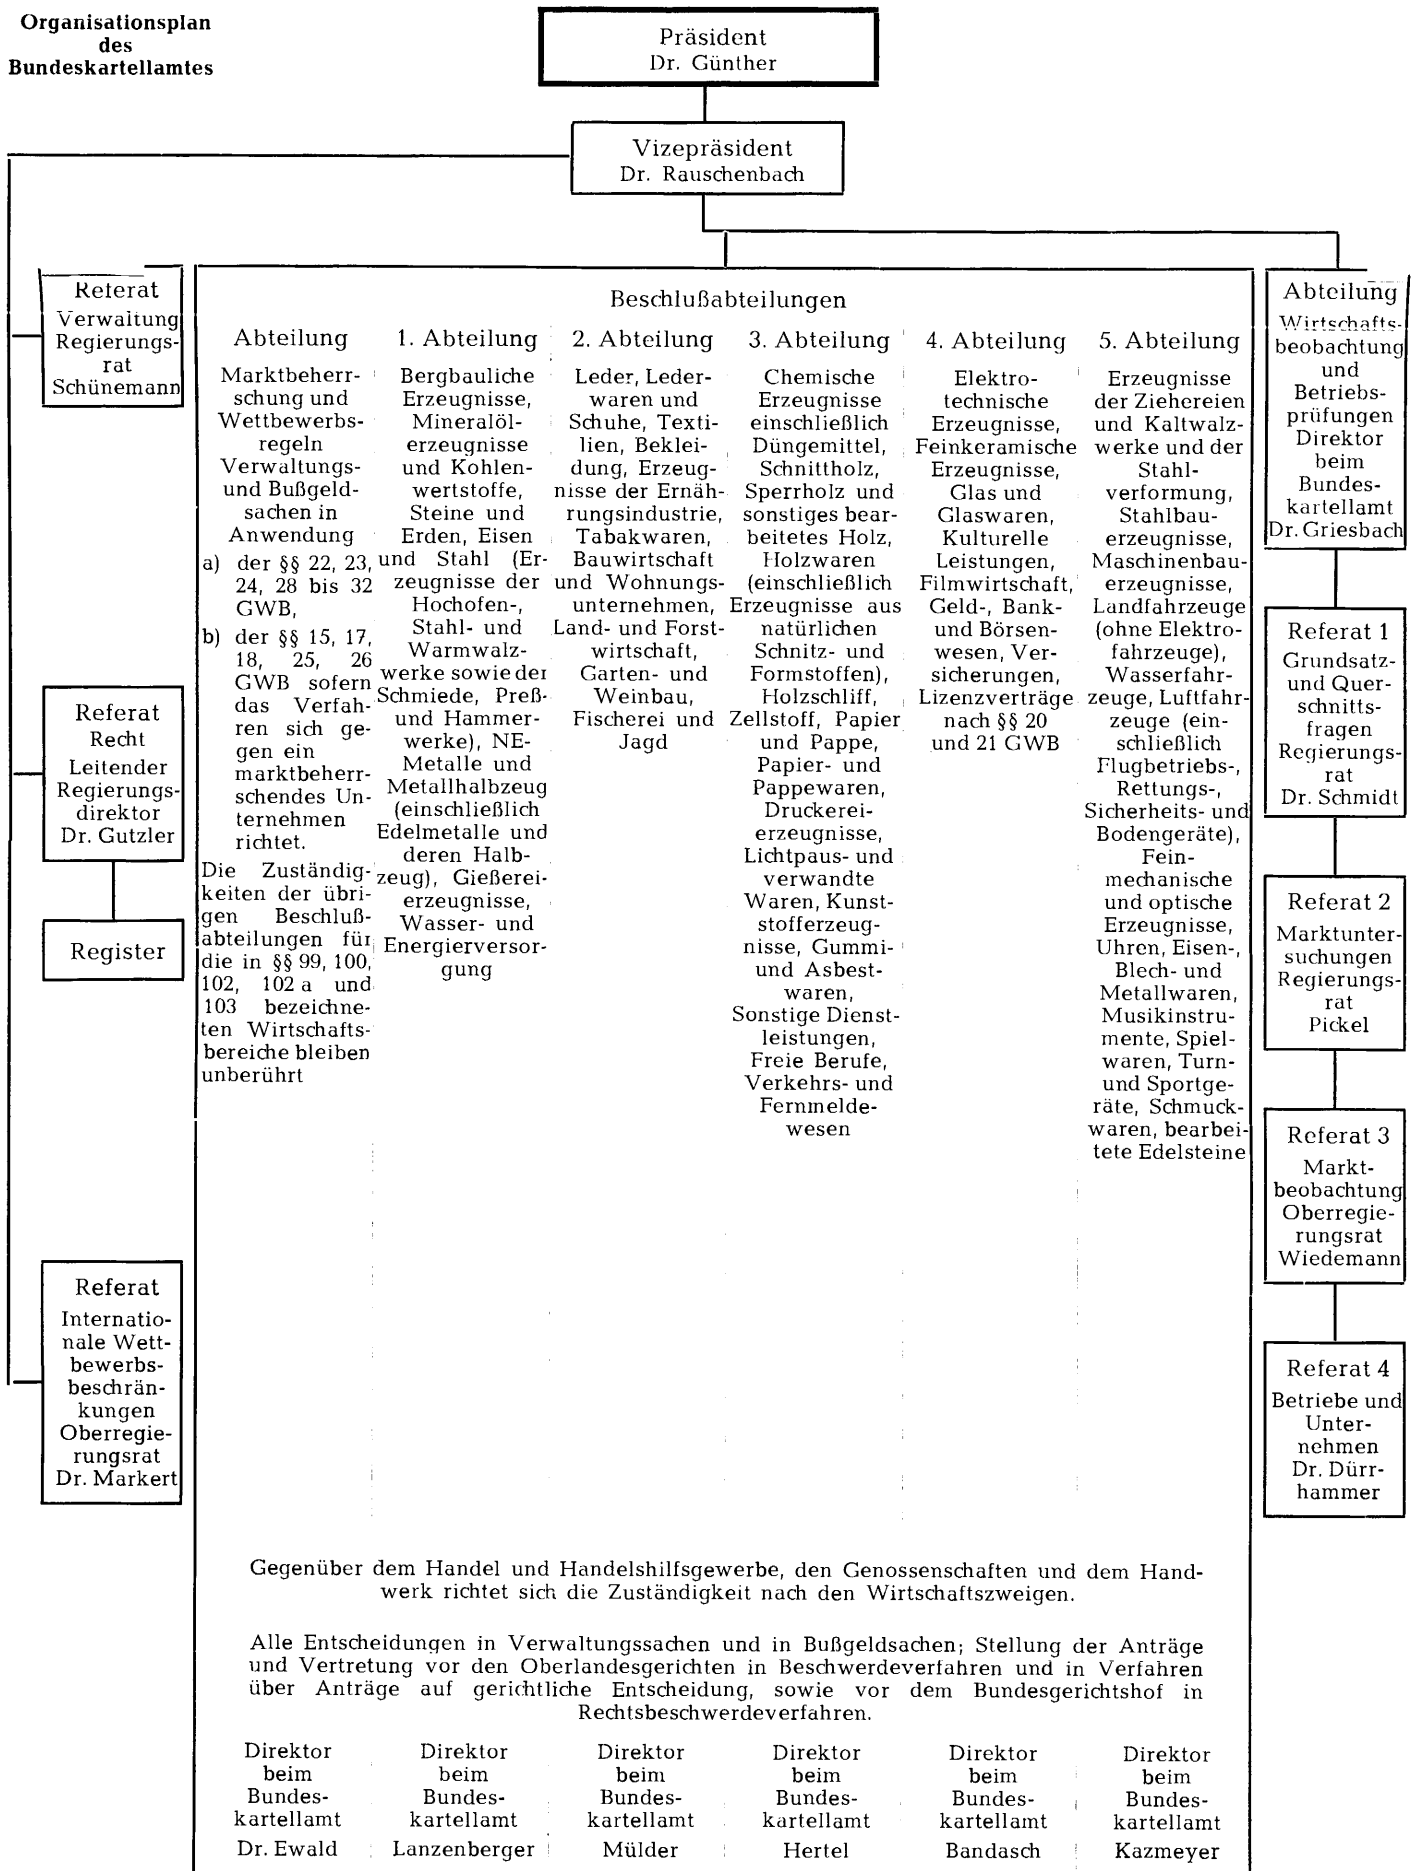 Organisationsplan
des
Bundeskartellamtes
Präsident
Dr. Günther
Vizepräsident
Dr. Rauschenbach
Referat
Verwaltung
Regierungs-
rat
Schünemann
Referat
Recht
Leitender
Regierungs-
direktor
Dr. Gutzler
Register
Referat
Internatio-
nale Wett-
bewerbs-
beschrän-
kungen
Oberregie-
rungsrat
Dr. Markert
Beschlußabteilungen
Abteilung
Marktbeherr-
schung und
Wettbewerbs-
regeln
Verwaltungs-
und Bußgeld-
sachen in
Anwendung
a) der §§ 22, 23,
24, 28 bis 32
GWB,
b) der §§ 15, 17,
18, 25, 26
GWB sofern
das Verfah-
ren sich ge-
gen ein
marktbeherr-
schendes Un-
ternehmen
richtet.
Die Zuständig-
keiten der übri-
gen Beschluß-
abteilungen für
die in §§ 99, 100,
102, 102 a und
103 bezeichne-
ten Wirtschafts-
bereiche bleiben
unberührt
1. Abteilung
Bergbauliche
Erzeugnisse,
Mineralöl-
erzeugnisse
und Kohlen-
wertstoffe,
Steine und
Erden, Eisen
und Stahl (Er-
zeugnisse der
Hochofen-,
Stahl- und
Warmwalz-
werke sowie der
Schmiede, Preß-
und Hammer-
werke), NE-
Metalle und
Metallhalbzeug
(einschließlich
Edelmetalle und
deren Halb-
zeug), Gießerei-
erzeugnisse,
Wasser- und
Energierversor-
gung
2. Abteilung
Leder, Leder-
waren und
Schuhe, Texti-
lien, Beklei-
dung, Erzeug-
nisse der Ernäh-
rungsindustrie,
Tabakwaren,
Bauwirtschaft
und Wohnungs-
unternehmen,
Land- und Forst-
wirtschaft,
Garten- und
Weinbau,
Fischerei und
Jagd
3. Abteilung
Chemische
Erzeugnisse
einschließlich
Düngemittel,
Schnittholz,
Sperrholz und
sonstiges bear-
beitetes Holz,
Holzwaren
(einschließlich
Erzeugnisse aus
natürlichen
Schnitz- und
Formstoffen),
Holzschliff,
Zellstoff, Papier
und Pappe,
Papier- und
Pappewaren,
Druckerei-
erzeugnisse,
Lichtpaus- und
verwandte
Waren, Kunst-
stofferzeug-
nisse, Gummi-
und Asbest-
waren,
Sonstige Dienst-
leistungen,
Freie Berufe,
Verkehrs- und
Fernmelde-
wesen
4. Abteilung
Elektro-
technische
Erzeugnisse,
Feinkeramische
Erzeugnisse,
Glas und
Glaswaren,
Kulturelle
Leistungen,
Filmwirtschaft,
Geld-, Bank-
und Börsen-
wesen, Ver-
sicherungen,
Lizenzverträge
nach §§ 20
und 21 GWB
5. Abteilung
Erzeugnisse
der Ziehereien
und Kaltwalz-
werke und der
Stahl-
verformung,
Stahlbau-
erzeugnisse,
Maschinenbau-
erzeugnisse,
Landfahrzeuge
(ohne Elektro-
fahrzeuge),
Wasserfahr-
zeuge, Luftfahr-
zeuge (ein-
schließlich
Flugbetriebs-,
Rettungs-,
Sicherheits- und
Bodengeräte),
Fein-
mechanische
und optische
Erzeugnisse,
Uhren, Eisen-,
Blech- und
Metallwaren,
Musikinstru-
mente, Spiel-
waren, Turn-
und Sportge-
räte, Schmuck-
waren, bearbei-
tete Edelsteine
Gegenüber dem Handel und Handelshilfsgewerbe, den Genossenschaften und dem Hand-
werk richtet sich die Zuständigkeit nach den Wirtschaftszweigen.
Alle Entscheidungen in Verwaltungssachen und in Bußgeldsachen; Stellung der Anträge
und Vertretung vor den Oberlandesgerichten in Beschwerdeverfahren und in Verfahren
über Anträge auf gerichtliche Entscheidung, sowie vor dem Bundesgerichtshof in
Rechtsbeschwerdeverfahren.
Direktor
beim
Bundes-
kartellamt
Dr. Ewald
Direktor
beim
Bundes-
kartellamt
Lanzenberger
Direktor
beim
Bundes-
kartellamt
Mülder
Direktor
beim
Bundes-
kartellamt
Hertel
Direktor
beim
Bundes-
kartellamt
Bandasch
Direktor
beim
Bundes-
kartellamt
Kazmeyer
Abteilung
Wirtschafts-
beobachtung
und
Betriebs-
prüfungen
Direktor
beim
Bundes-
kartellamt
Dr. Griesbach
Referat 1
Grundsatz-
und Quer-
schnitts-
fragen
Regierungs-
rat
Dr. Schmidt
Referat 2
Marktunter-
suchungen
Regierungs-
rat
Pickel
Referat 3
Markt-
beobachtung
Oberregie-
rungsrat
Wiedemann
Referat 4
Betriebe und
Unter-
nehmen
Dr. Dürr-
hammer